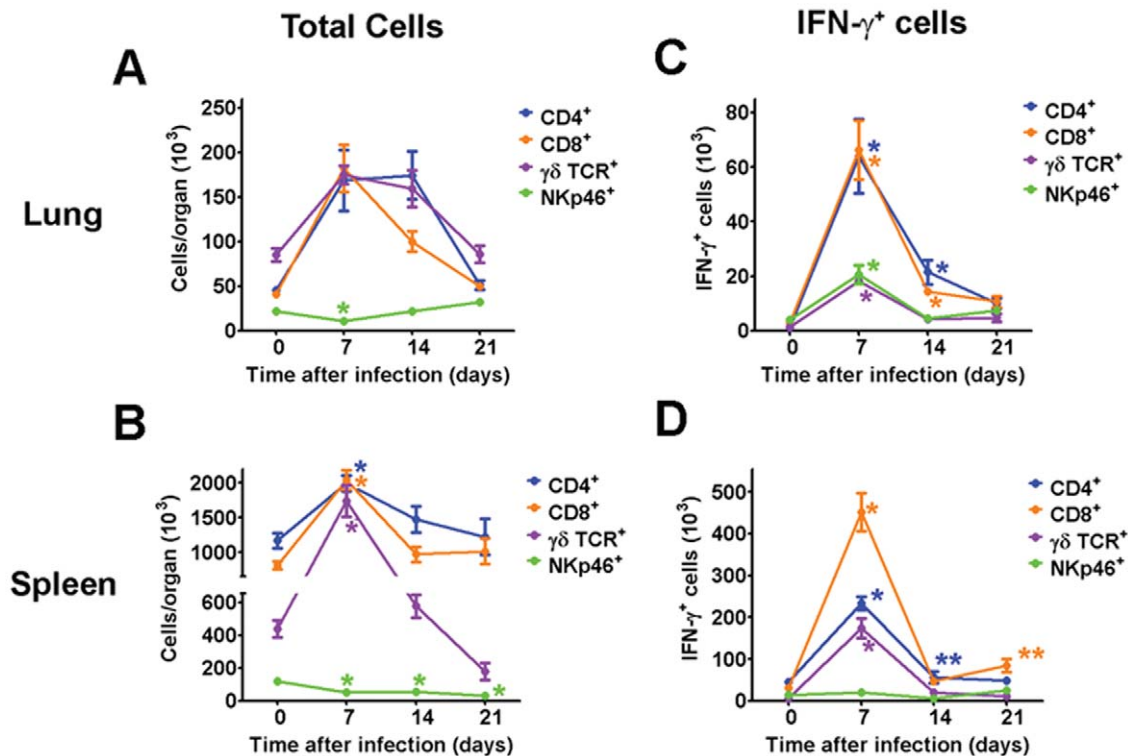 Total Cells
IFN-γ⁺ cells
A
250
200
150
100
50
0
Cells/organ (10³)
0 7 14 21
Time after infection (days)
CD4⁺
CD8⁺
γδ TCR⁺
NKp46⁺
*
Lung
C
80
60
40
20
0
IFN-γ⁺ cells (10³)
0 7 14 21
Time after infection (days)
CD4⁺
CD8⁺
γδ TCR⁺
NKp46⁺
*
*
*
*
*
*
B
2000
1500
1000
600
400
200
0
Cells/organ (10³)
0 7 14 21
Time after infection (days)
CD4⁺
CD8⁺
γδ TCR⁺
NKp46⁺
*
*
*
*
*
*
Spleen
D
500
400
300
200
100
0
IFN-γ⁺ cells (10³)
0 7 14 21
Time after infection (days)
CD4⁺
CD8⁺
γδ TCR⁺
NKp46⁺
*
*
*
**
**